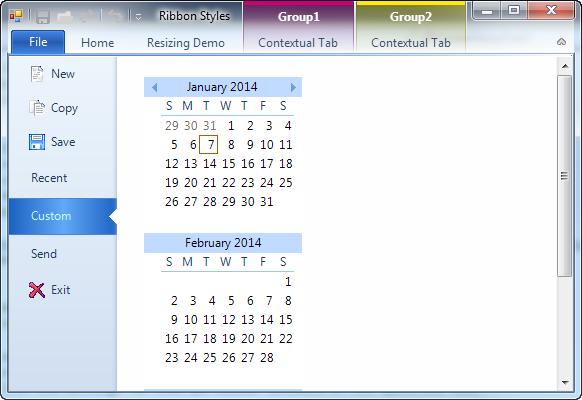 Ribbon Styles Group1 Group2
File Home Resizing Demo Contextual Tab Contextual Tab
New
Copy
Save
Recent
Custom
Send
Exit
January 2014
S M T W T F S
29 30 31 1 2 3 4
5 6 7 8 9 10 11
12 13 14 15 16 17 18
19 20 21 22 23 24 25
26 27 28 29 30 31
February 2014
S M T W T F S
1
2 3 4 5 6 7 8
9 10 11 12 13 14 15
16 17 18 19 20 21 22
23 24 25 26 27 28